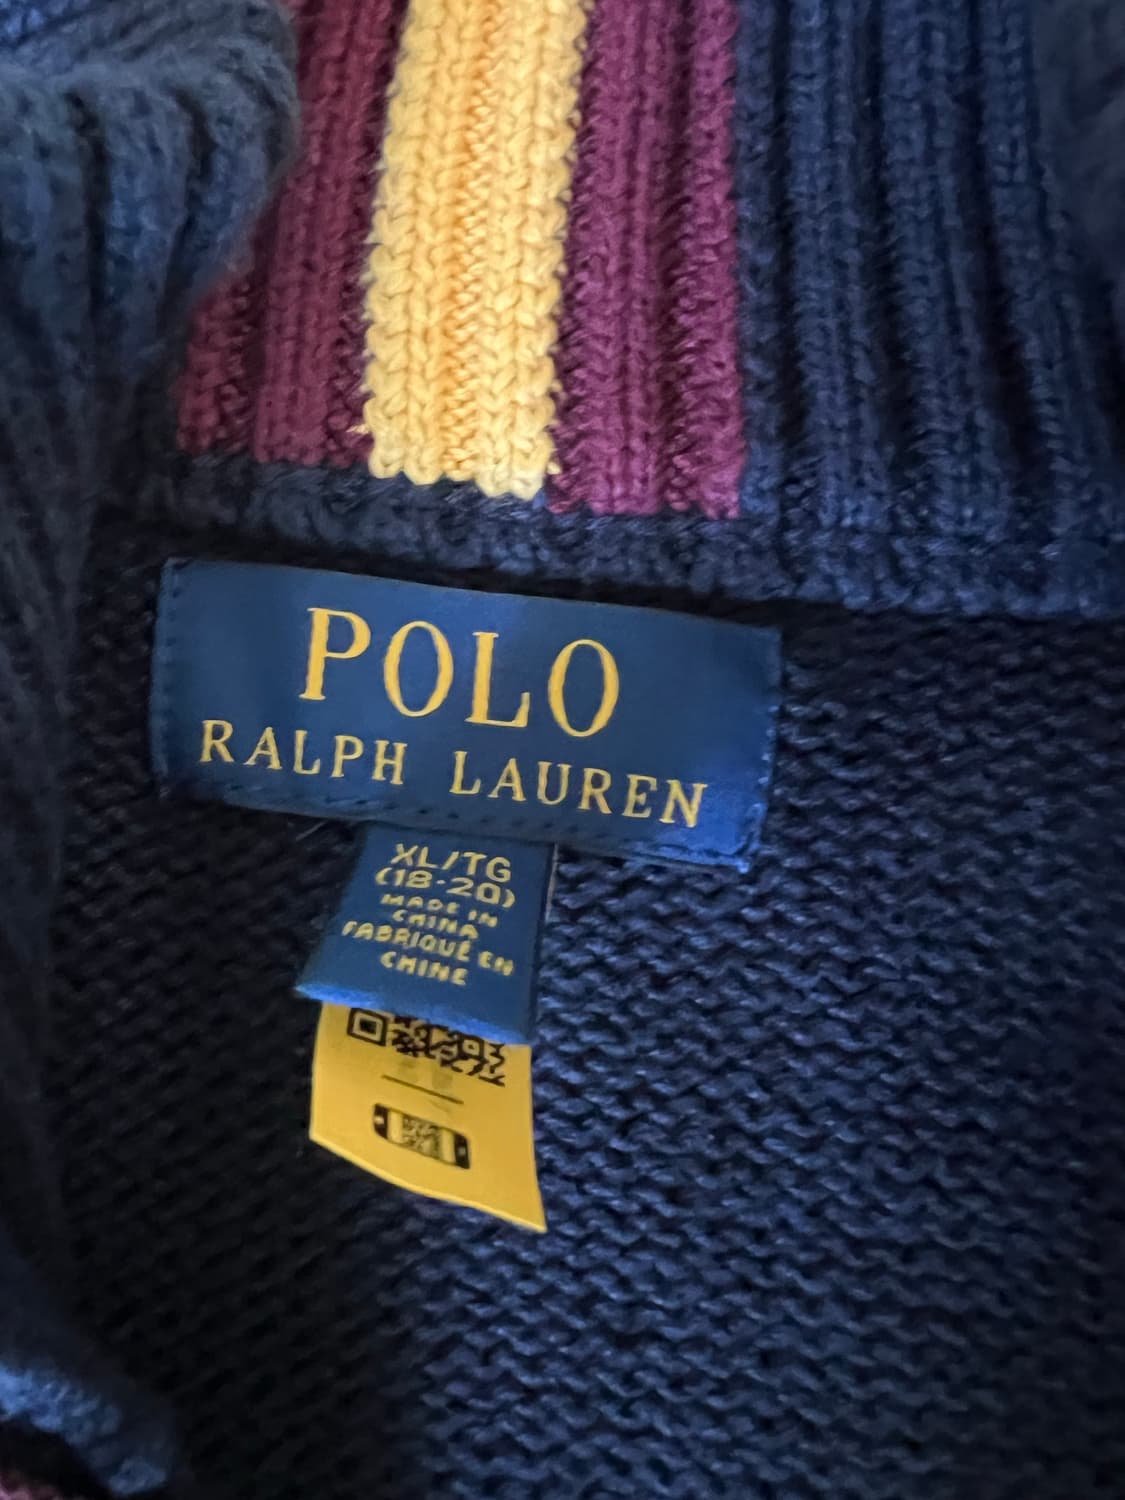 POLO
RALPH LAUREN
XL/TG
(18-20)
MADE IN
CHINA
FABRIQUÉ EN
CHINE